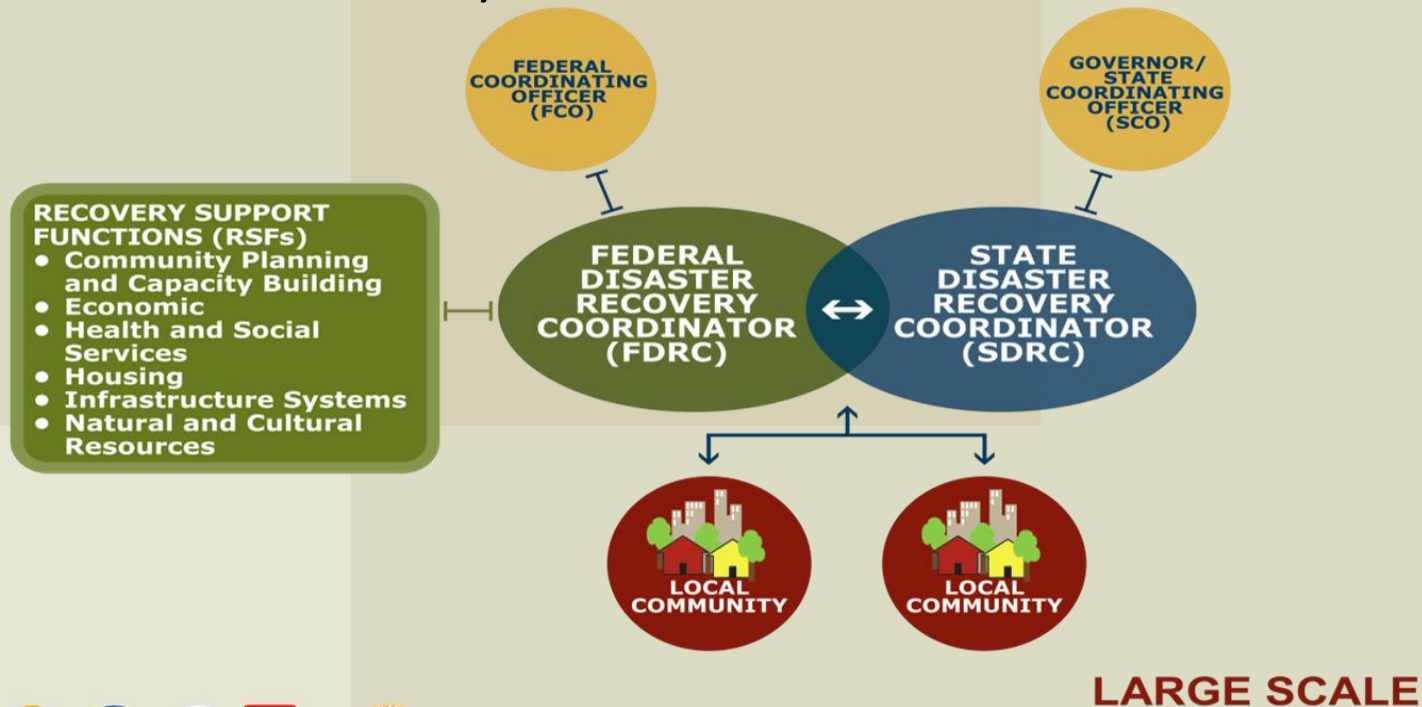 FEDERAL
COORDINATING
OFFICER
(FCO)
GOVERNOR/
STATE
COORDINATING
OFFICER
(SCO)
RECOVERY SUPPORT
FUNCTIONS (RSFs)
● Community Planning
and Capacity Building
● Economic
● Health and Social
Services
● Housing
● Infrastructure Systems
● Natural and Cultural
Resources
FEDERAL
DISASTER
RECOVERY
COORDINATOR
(FDRC)
STATE
DISASTER
RECOVERY
COORDINATOR
(SDRC)
LOCAL
COMMUNITY
LOCAL
COMMUNITY
LARGE SCALE